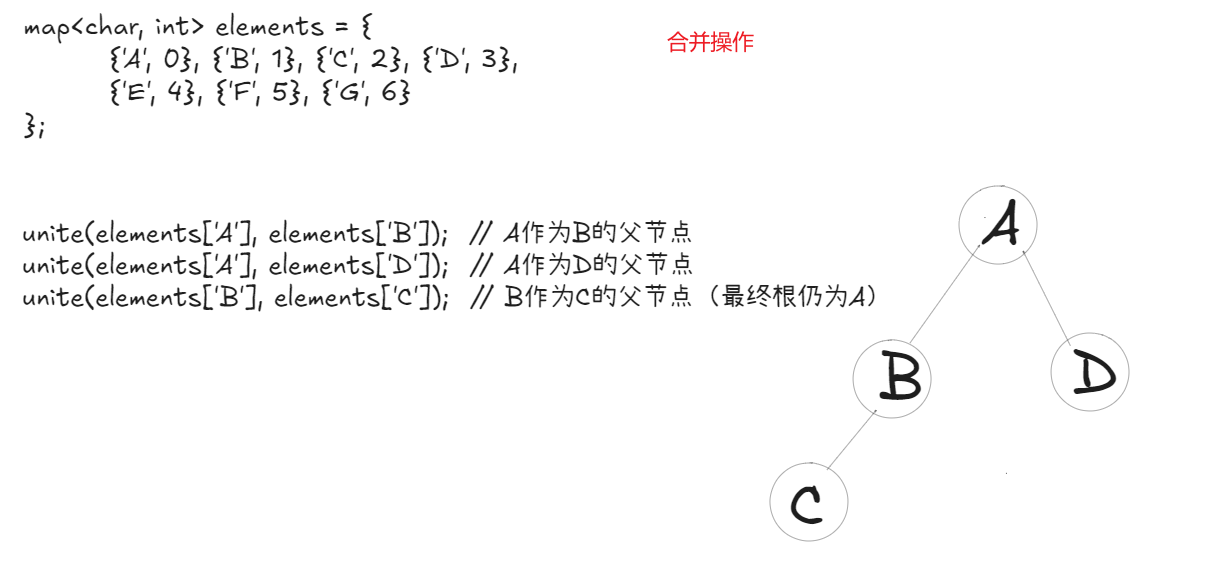 map<char, int> elements = {
{'A', 0}, {'B', 1}, {'C', 2}, {'D', 3},
{'E', 4}, {'F', 5}, {'G', 6}
};
合并操作
unite(elements['A'], elements['B']); // A作为B的父节点
unite(elements['A'], elements['D']); // A作为D的父节点
unite(elements['B'], elements['C']); // B作为C的父节点（最终根仍为A）
A
B
D
C